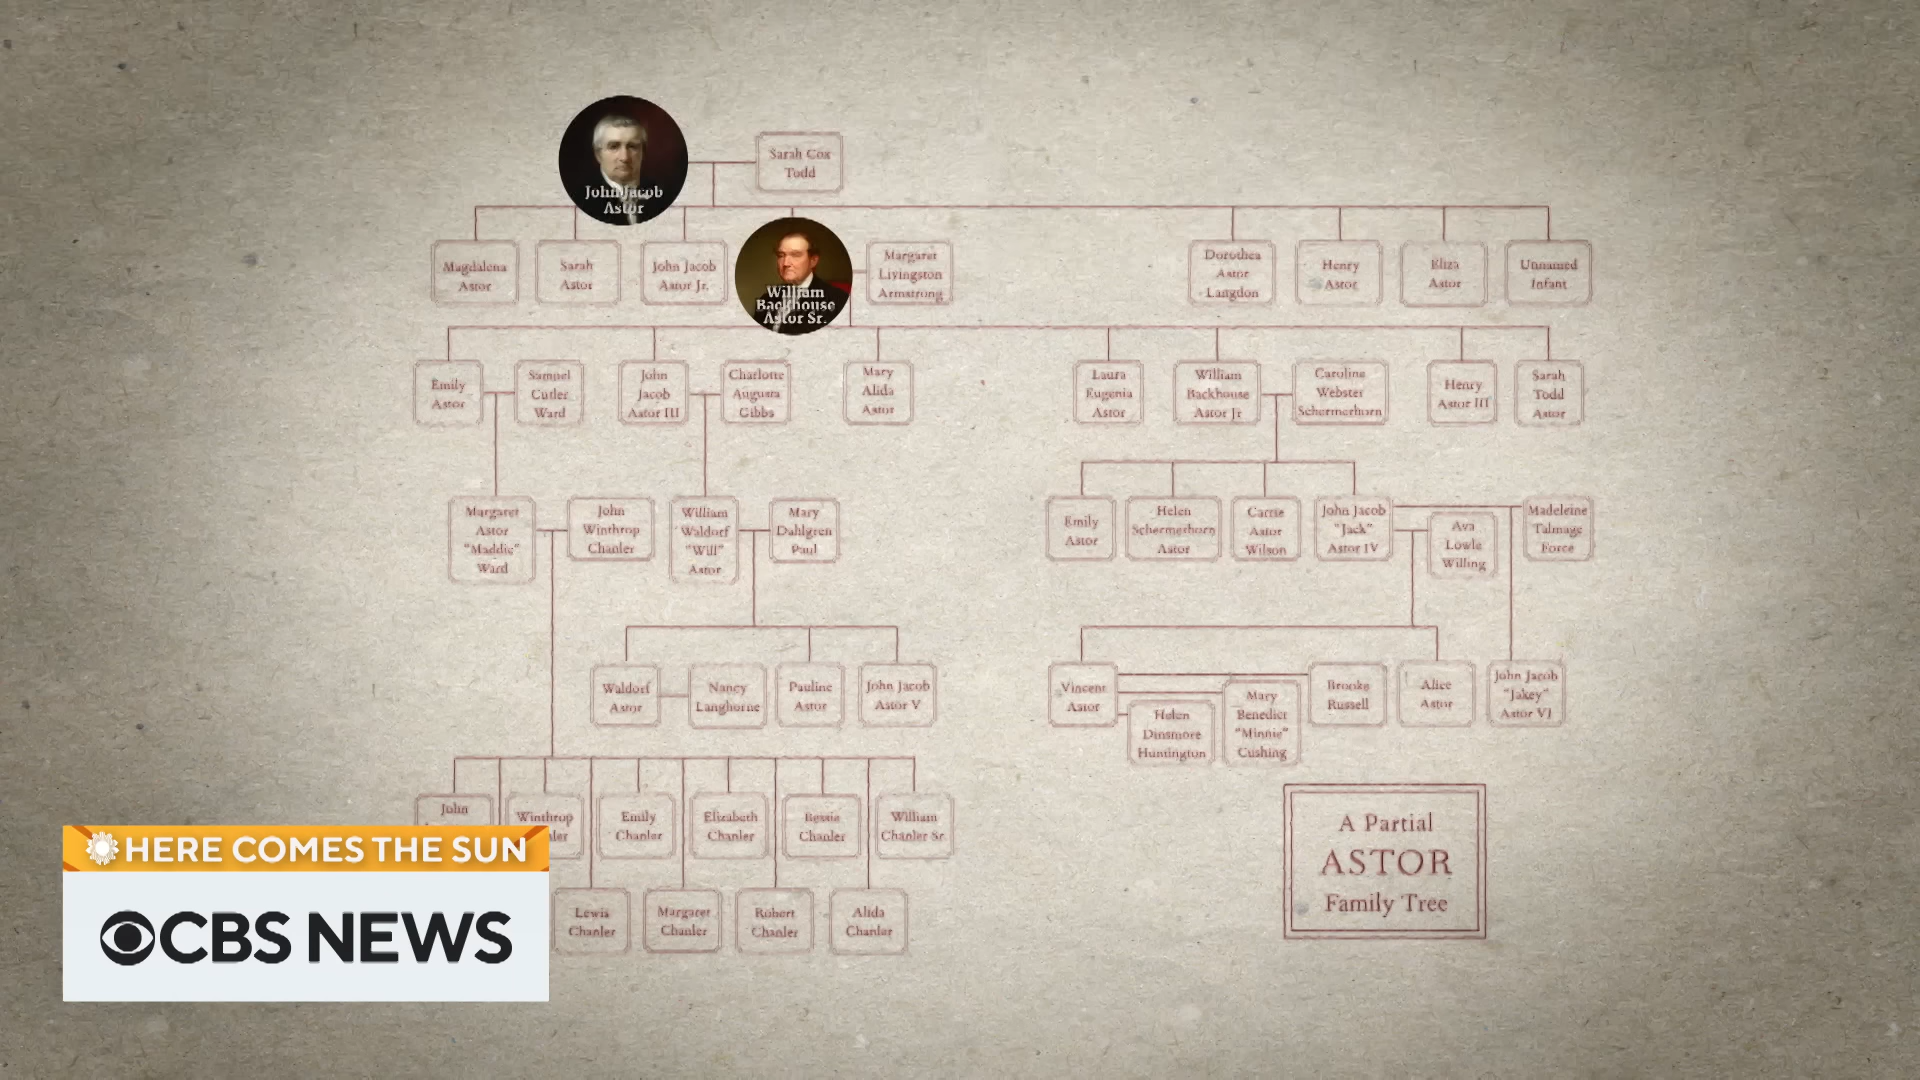 John Jacob
Astor
Sarah Cox
Todd
Magdalena
Astor
Sarah
Astor
John Jacob
Astor Jr.
William
Backhouse
Astor Sr.
Margaret
Livingston
Armstrong
Dorothea
Astor
Langdon
Henry
Astor
Eliza
Astor
Unnamed
Infant
Emily
Astor
Samuel
Cutler
Ward
John
Jacob
Astor III
Charlotte
Augusta
Gibbs
Mary
Alida
Astor
Laura
Eugenia
Astor
William
Backhouse
Astor Jr
Caroline
Webster
Schermerhorn
Henry
Astor III
Sarah
Todd
Astor
Margaret
Astor
"Maddie"
Ward
John
Winthrop
Chanler
William
Waldorf
"Will"
Astor
Mary
Dahlgren
Paul
Emily
Astor
Helen
Schermerhorn
Astor
Carrie
Astor
Wilson
John Jacob
"Jack"
Astor IV
Ava
Lowle
Willing
Madeleine
Talmage
Force
Waldorf
Astor
Nancy
Langhorne
Pauline
Astor
John Jacob
Astor V
Vincent
Astor
Helen
Dinsmore
Huntington
Mary
Benedict
"Minnie"
Cushing
Brooke
Russell
Alice
Astor
John Jacob
"Jakey"
Astor VI
John
Winthrop
Emily
Chanler
Elizabeth
Chanler
Bessie
Chanler
William
Chanler Sr.
Lewis
Chanler
Margaret
Chanler
Robert
Chanler
Alida
Chanler
A Partial
ASTOR
Family Tree
HERE COMES THE SUN
CBS NEWS